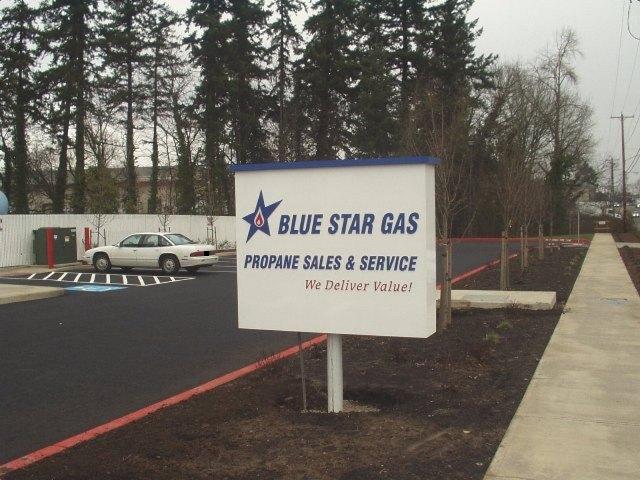 BLUE STAR GAS
PROPANE SALES & SERVICE
We Deliver Value!